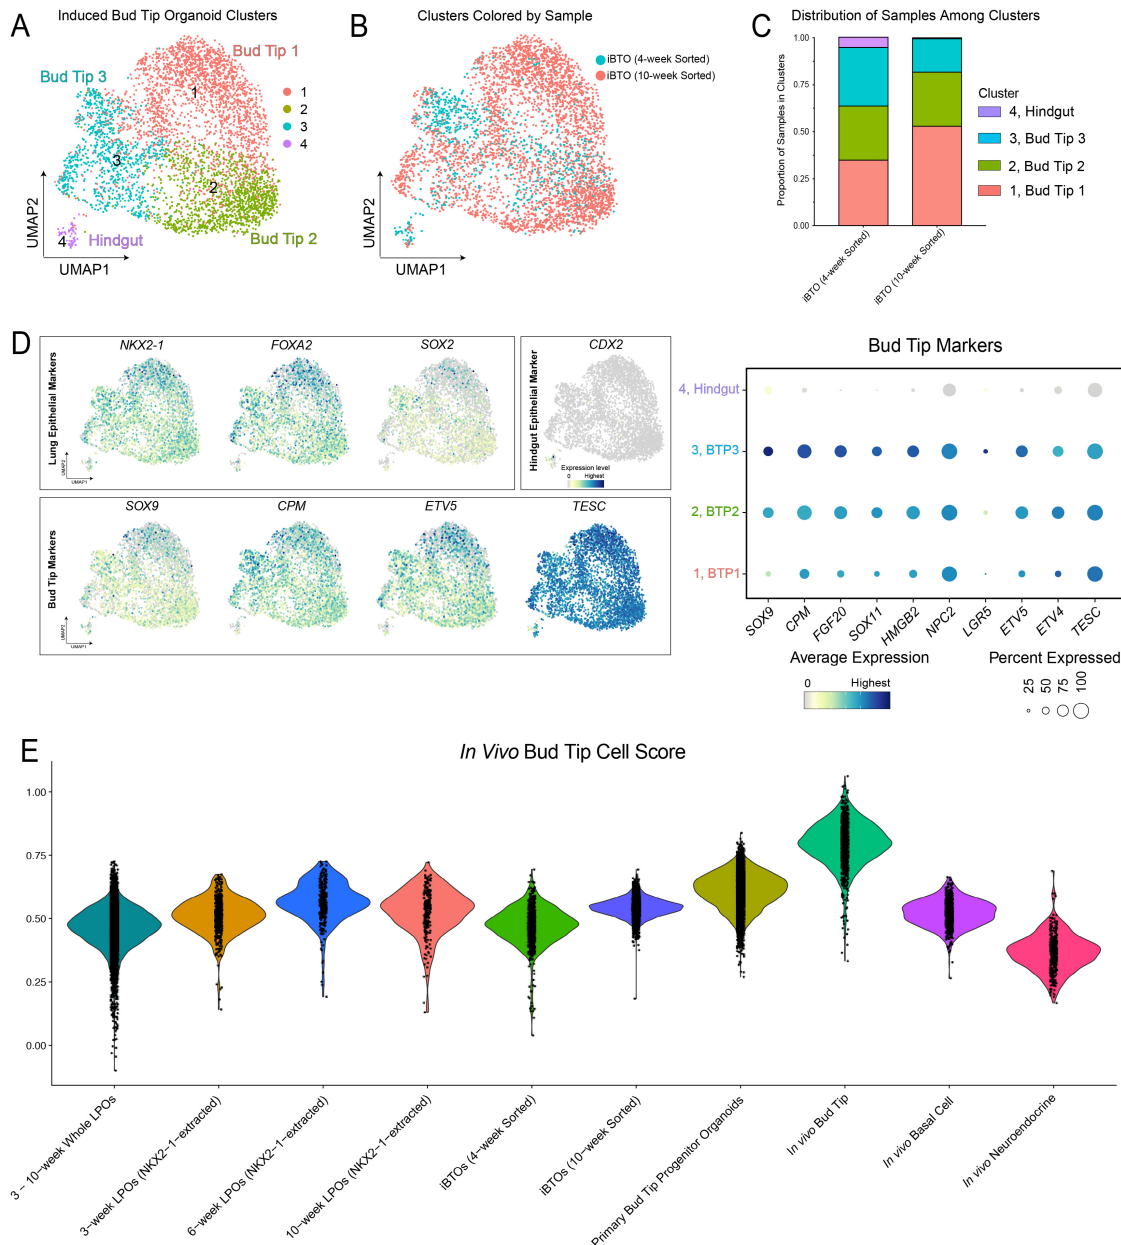 A
Induced Bud Tip Organoid Clusters
Bud Tip 1
Bud Tip 3
1
1
2
3
4
3
2
4
Hindgut
Bud Tip 2
UMAP2
UMAP1
B
Clusters Colored by Sample
iBTO (4-week Sorted)
iBTO (10-week Sorted)
UMAP2
UMAP1
C
Distribution of Samples Among Clusters
Proportion of Samples in Clusters
1.00
0.75
0.50
0.25
0.00
iBTO (4-week Sorted)
iBTO (10-week Sorted)
Cluster
4, Hindgut
3, Bud Tip 3
2, Bud Tip 2
1, Bud Tip 1
D
Lung Epithelial Markers
NKX2-1
FOXA2
SOX2
UMAP2
UMAP1
Hindgut Epithelial Marker
CDX2
Expression level
0 Highest
Bud Tip Markers
SOX9
CPM
ETV5
TESC
UMAP2
UMAP1
Bud Tip Markers
4, Hindgut
3, BTP3
2, BTP2
1, BTP1
SOX9
CPM
FGF20
SOX11
HMGB2
NPC2
LGR5
ETV5
ETV4
TESC
Average Expression
0 Highest
Percent Expressed
25
50
75
100
E
In Vivo Bud Tip Cell Score
1.00
0.75
0.50
0.25
0.00
3 − 10−week Whole LPOs
3−week LPOs (NKX2−1−extracted)
6−week LPOs (NKX2−1−extracted)
10−week LPOs (NKX2−1−extracted)
iBTOs (4−week Sorted)
iBTOs (10−week Sorted)
Primary Bud Tip Progenitor Organoids
In vivo Bud Tip
In vivo Basal Cell
In vivo Neuroendocrine